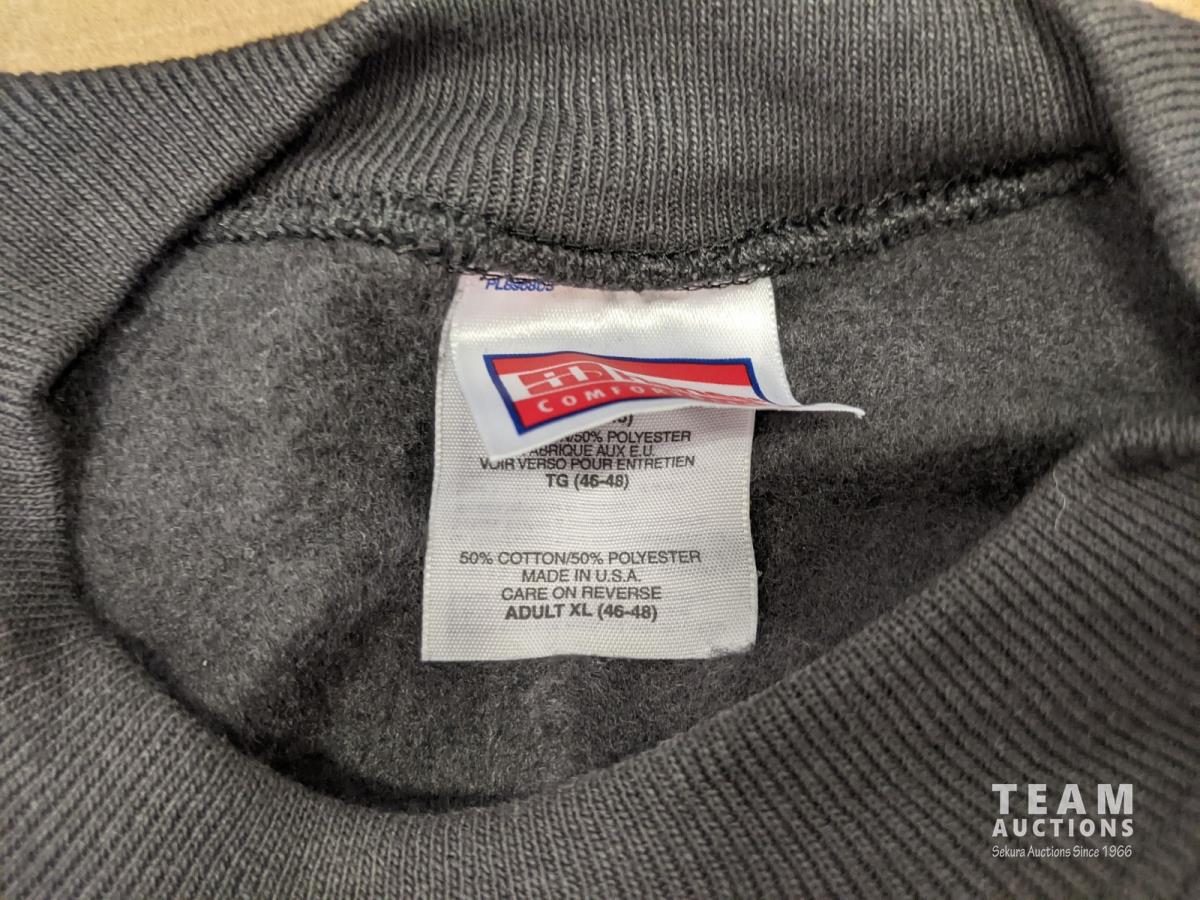 COMFO
50% POLYESTER
FABRIQUE AUX E.U.
VOIR VERSO POUR ENTRETIEN
TG (46-48)
50% COTTON/50% POLYESTER
MADE IN U.S.A.
CARE ON REVERSE
ADULT XL (46-48)
TEAM
AUCTIONS
Sekura Auctions Since 1966